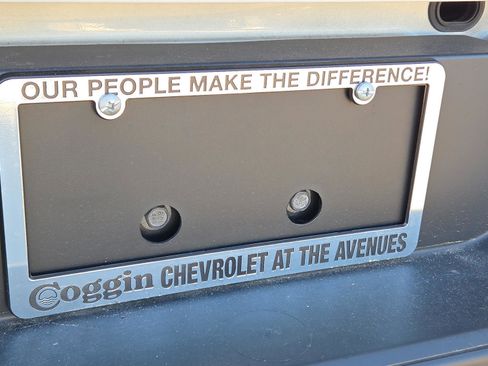 OUR PEOPLE MAKE THE DIFFERENCE!
Coggin CHEVROLET AT THE AVENUES